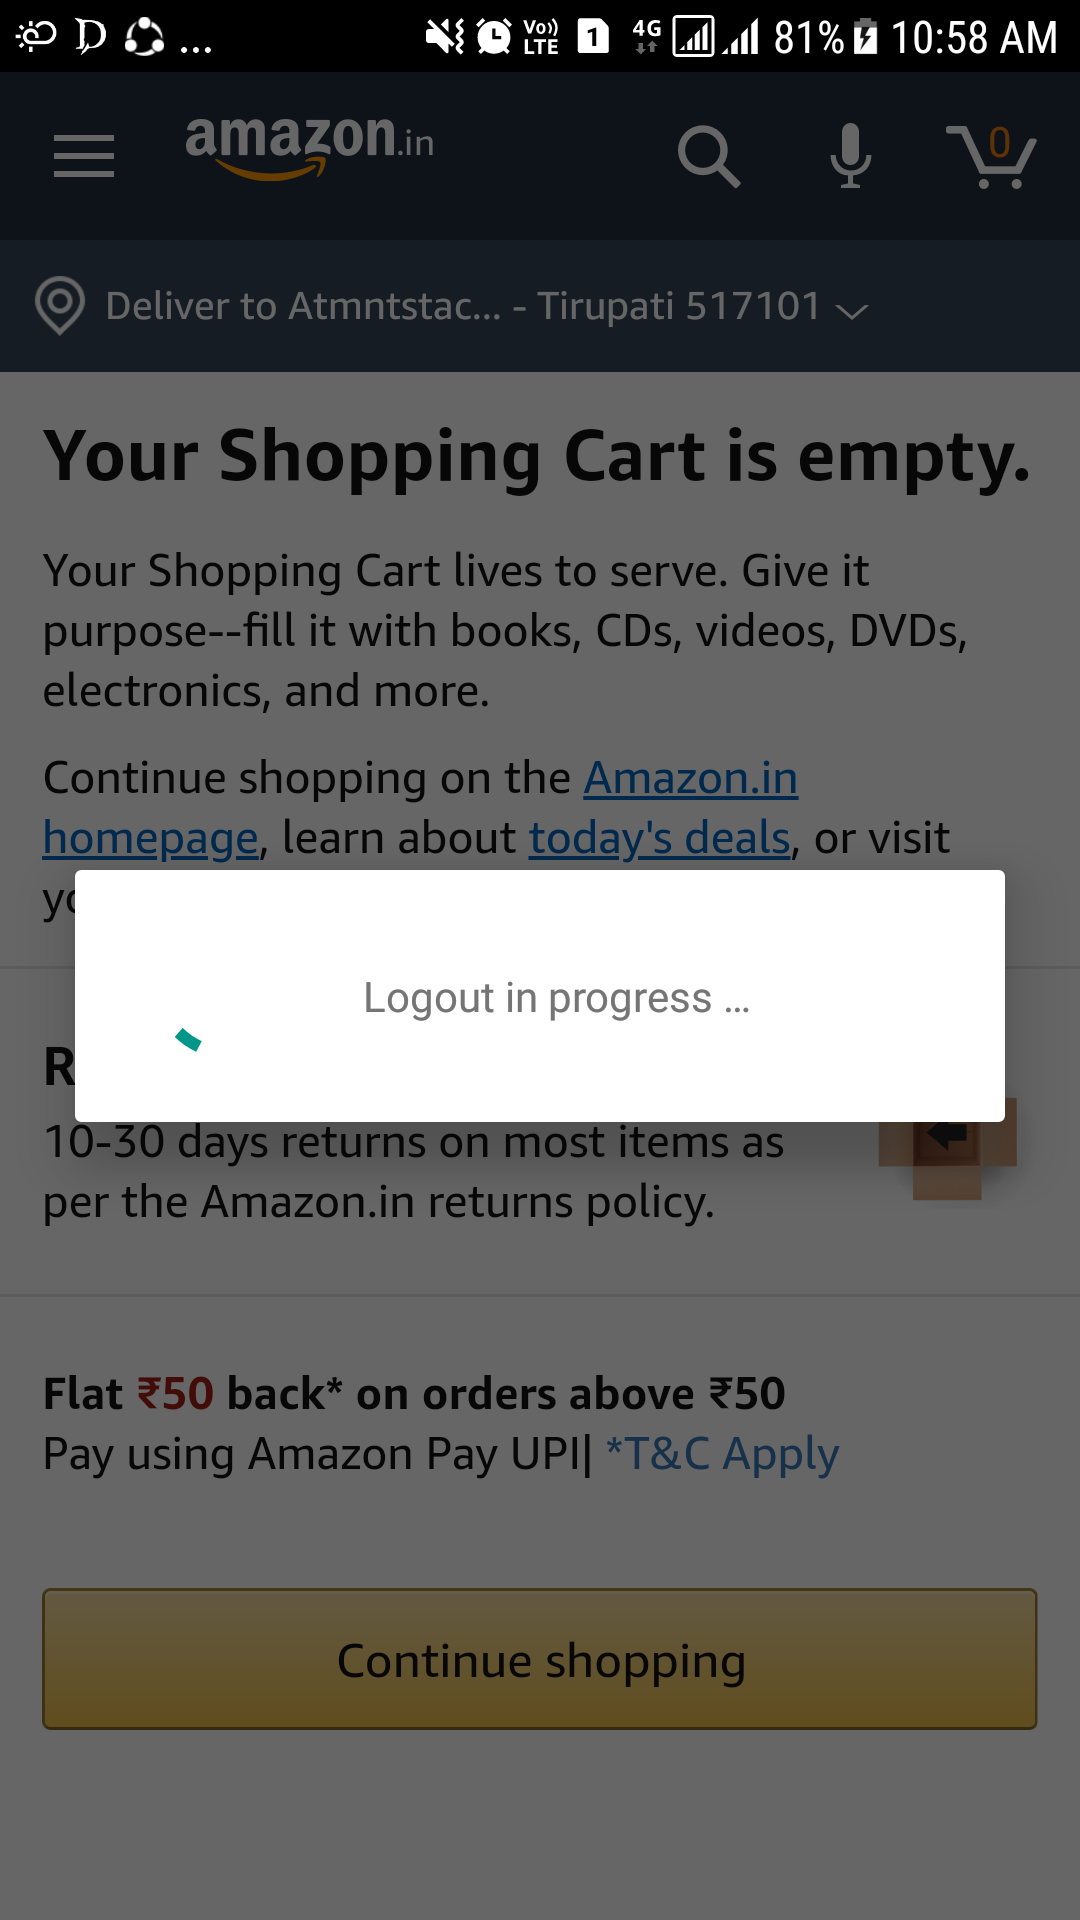 Vo)) LTE 1 4G 81% 10:58 AM
amazon.in 0
Deliver to Atmntstac... - Tirupati 517101
Your Shopping Cart is empty.
Your Shopping Cart lives to serve. Give it
purpose--fill it with books, CDs, videos, DVDs,
electronics, and more.
Continue shopping on the Amazon.in
homepage, learn about today's deals, or visit
Logout in progress ...
10-30 days returns on most items as
per the Amazon.in returns policy.
Flat ₹50 back* on orders above ₹50
Pay using Amazon Pay UPI| *T&C Apply
Continue shopping